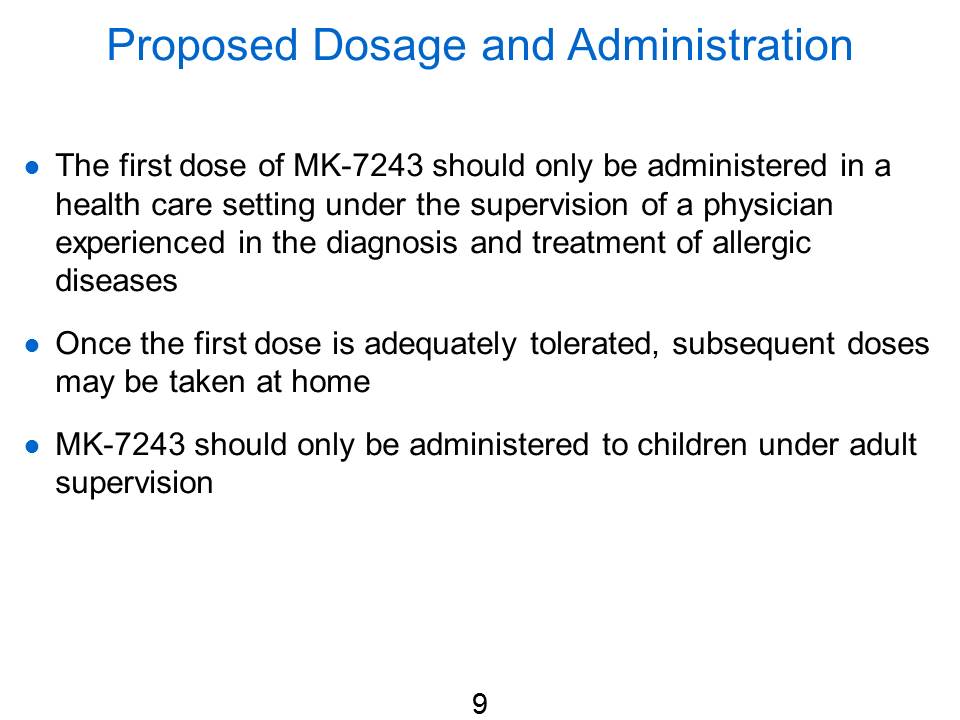 Proposed Dosage and Administration
● The first dose of MK-7243 should only be administered in a
health care setting under the supervision of a physician
experienced in the diagnosis and treatment of allergic
diseases
● Once the first dose is adequately tolerated, subsequent doses
may be taken at home
● MK-7243 should only be administered to children under adult
supervision
9